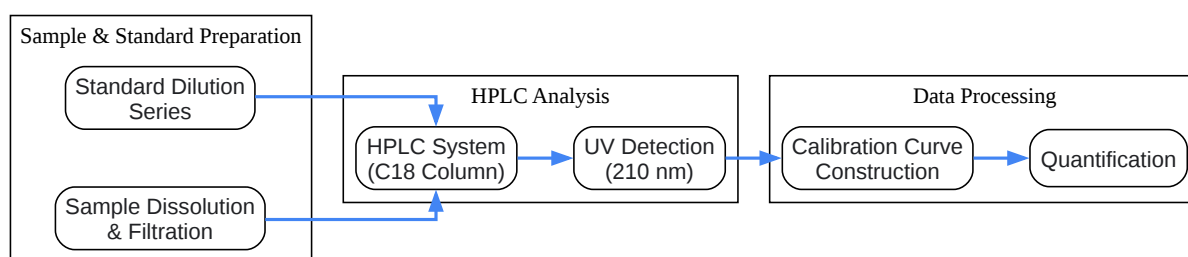 Sample & Standard Preparation
Standard Dilution
Series
Sample Dissolution
& Filtration
HPLC Analysis
HPLC System
(C18 Column)
UV Detection
(210 nm)
Data Processing
Calibration Curve
Construction
Quantification